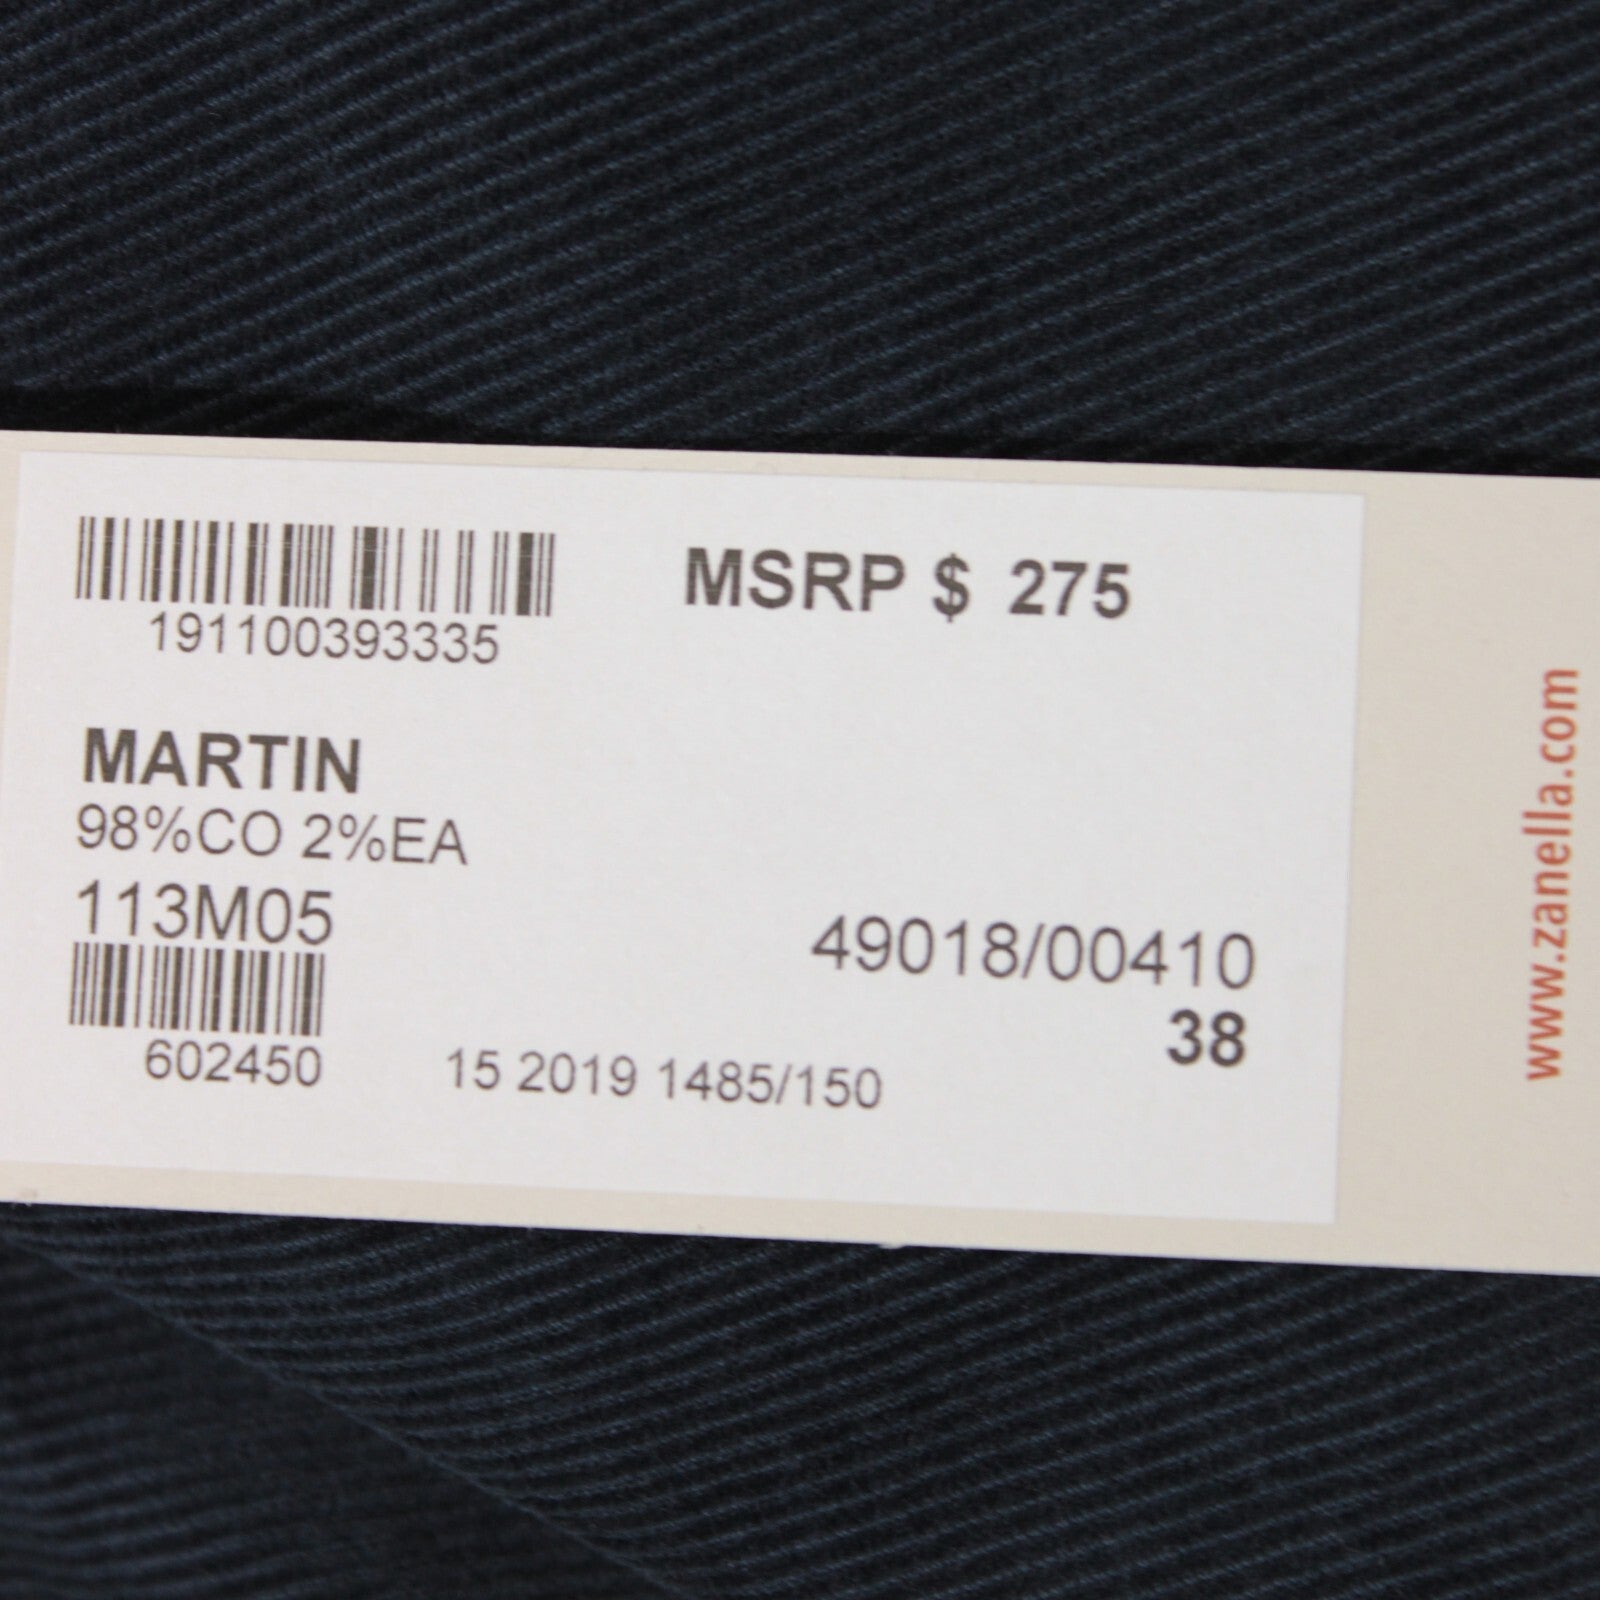 MSRP $ 275
191100393335
MARTIN
98%CO 2%EA
113M05
49018/00410
38
602450
15 2019 1485/150
www.zanella.com